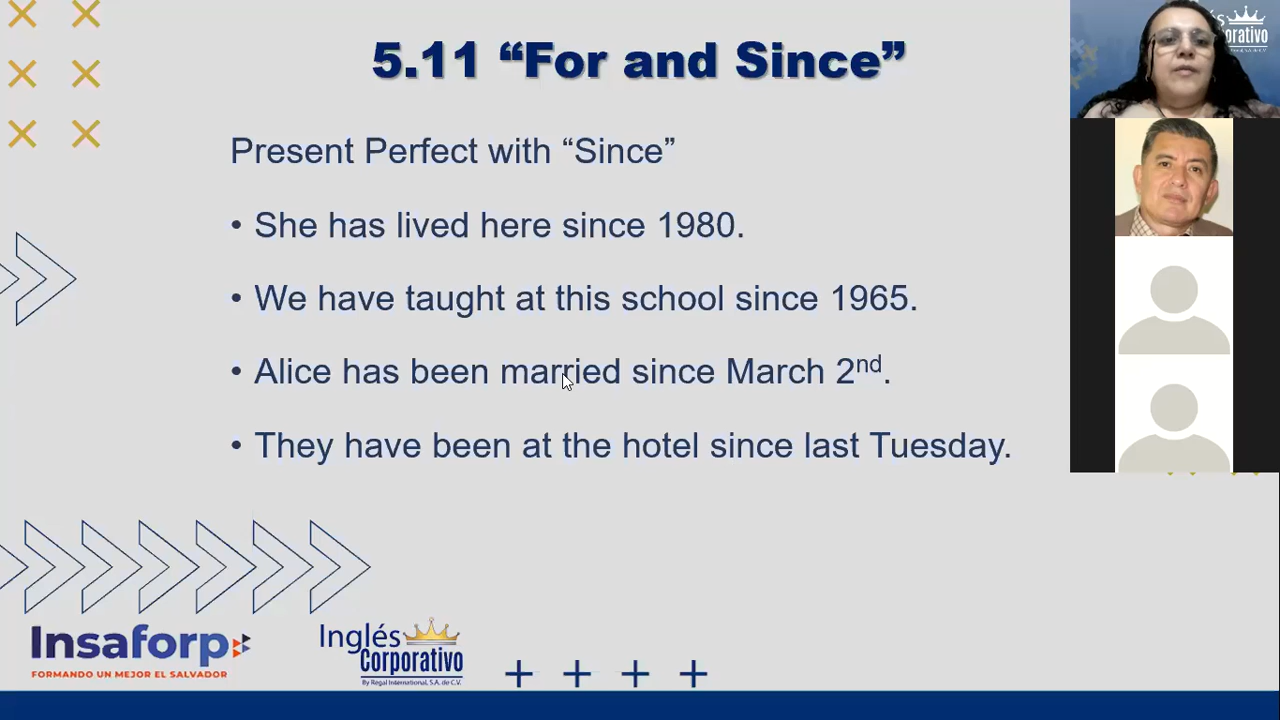 5.11 “For and Since”
Present Perfect with “Since”
• She has lived here since 1980.
• We have taught at this school since 1965.
• Alice has been married since March 2nd.
• They have been at the hotel since last Tuesday.
Insaforp
FORMANDO UN MEJOR EL SALVADOR
Inglés
Corporativo
By Regal International, S.A. de C.V.